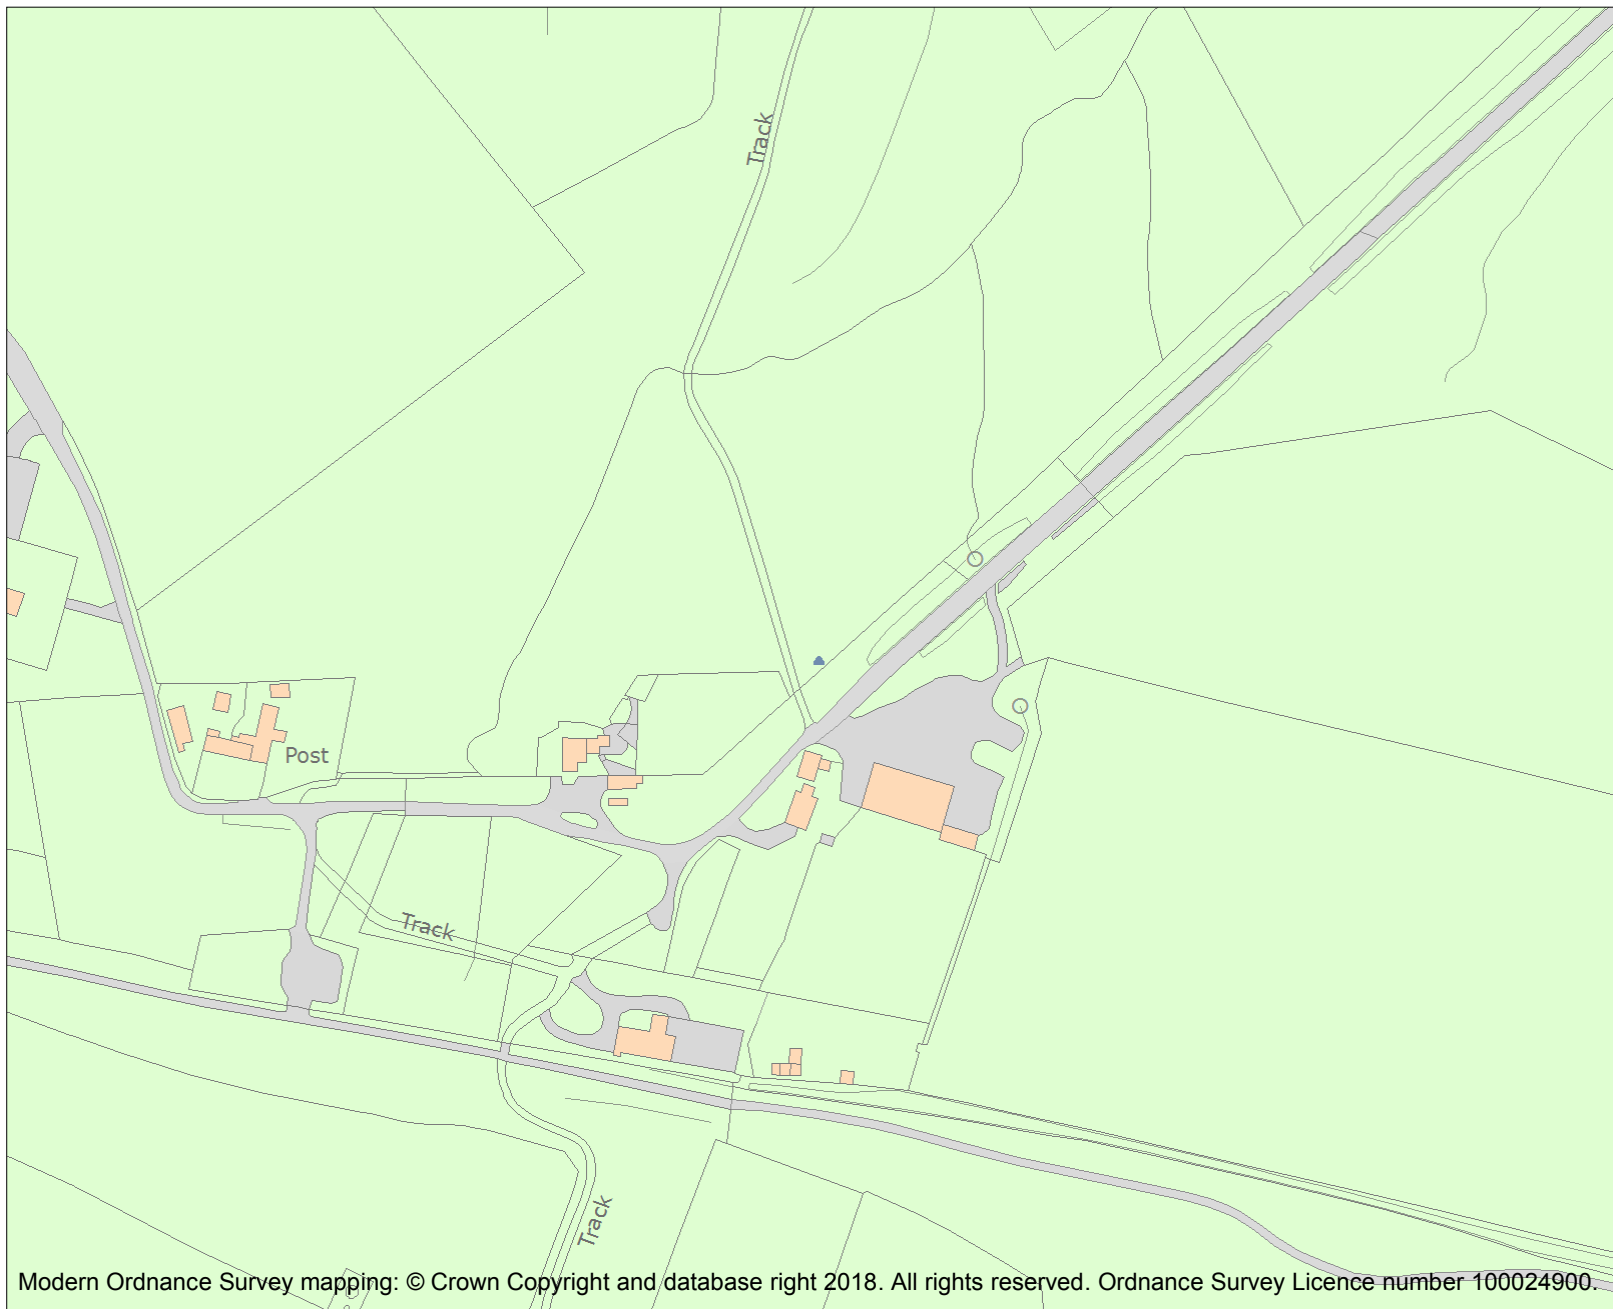 Track
Post
Track
Track
Modern Ordnance Survey mapping: © Crown Copyright and database right 2018. All rights reserved. Ordnance Survey Licence number 100024900.